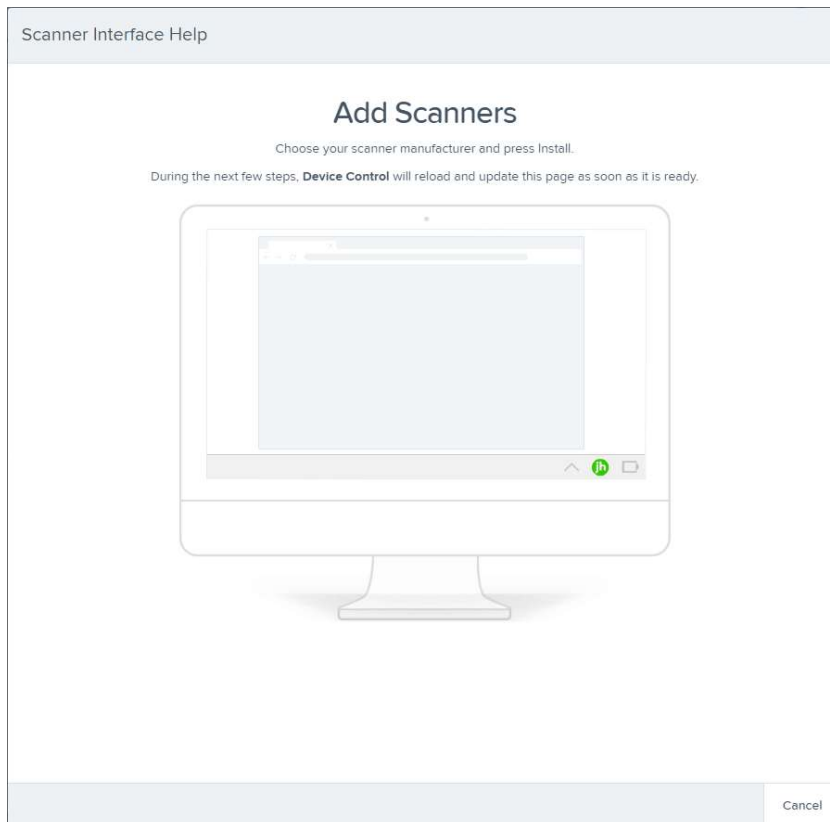 Scanner Interface Help
Add Scanners
Choose your scanner manufacturer and press Install.
During the next few steps, Device Control will reload and update this page as soon as it is ready.
jh
Cancel